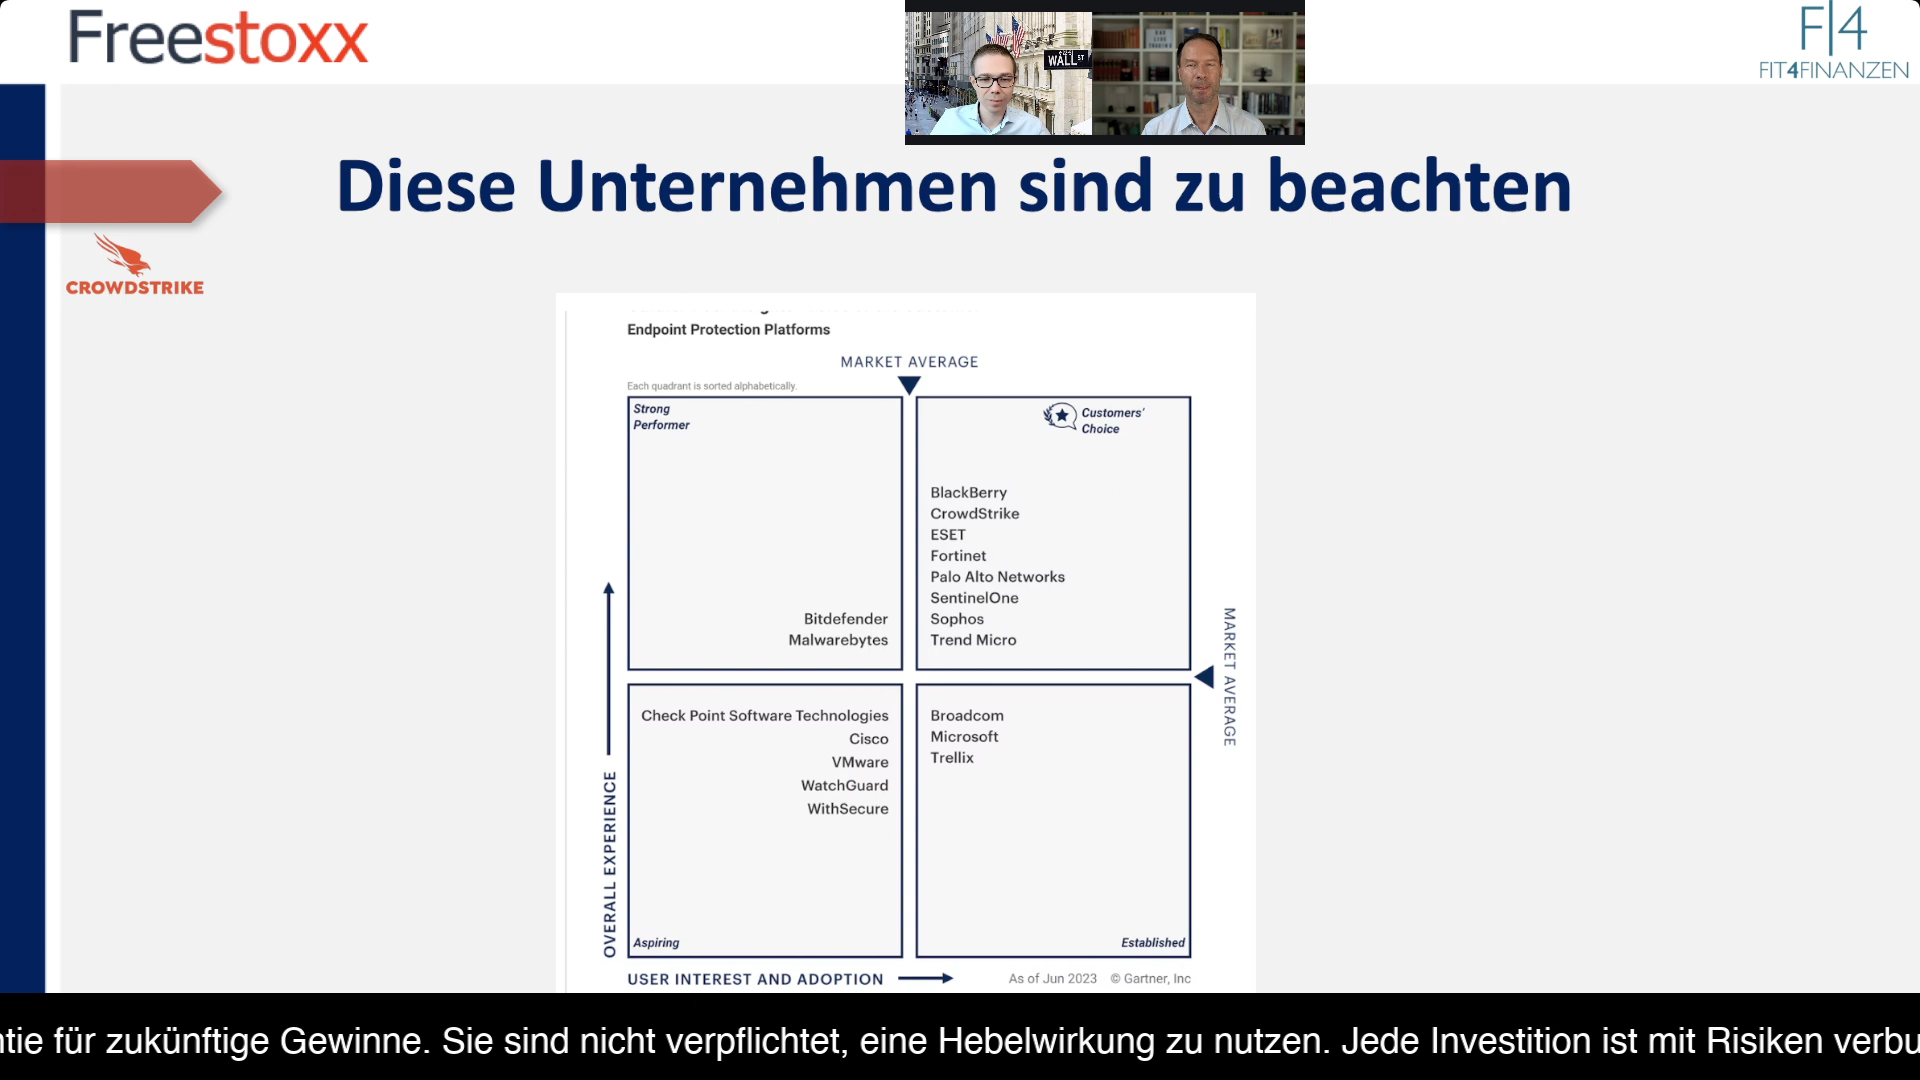 Freestoxx
WALL ST
F|4
FIT4FINANZEN
Diese Unternehmen sind zu beachten
CROWDSTRIKE
Endpoint Protection Platforms
MARKET AVERAGE
Each quadrant is sorted alphabetically.
Strong
Performer
Customers'
Choice
BlackBerry
CrowdStrike
ESET
Fortinet
Palo Alto Networks
SentinelOne
Sophos
Trend Micro
Bitdefender
Malwarebytes
MARKET AVERAGE
Check Point Software Technologies
Cisco
VMware
WatchGuard
WithSecure
Broadcom
Microsoft
Trellix
OVERALL EXPERIENCE
Aspiring
Established
USER INTEREST AND ADOPTION
As of Jun 2023 © Gartner, Inc
ntie für zukünftige Gewinne. Sie sind nicht verpflichtet, eine Hebelwirkung zu nutzen. Jede Investition ist mit Risiken verbu